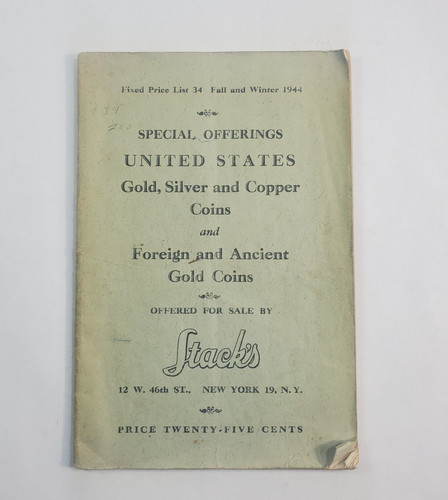 Fixed Price List 34 Fall and Winter 1944
SPECIAL OFFERINGS
UNITED STATES
Gold, Silver and Copper
Coins
and
Foreign and Ancient
Gold Coins
OFFERED FOR SALE BY
Stack's
12 W. 46th ST., NEW YORK 19, N.Y.
PRICE TWENTY-FIVE CENTS